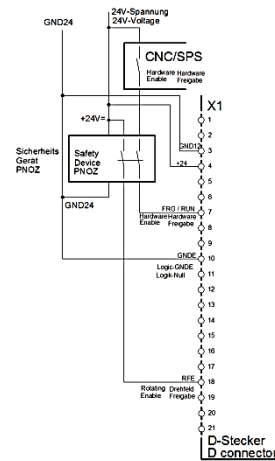 24V-Spannung
24V-Voltage
GND24
CNC/SPS
Hardware Hardware
Enable Freigabe
X1
1
2
+24V=
GND12
3
Sicherheits
Gerät
PNOZ
Safety
Device
PNOZ
+24
4
5
6
GND24
FRG / RUN
7
Hardware Hardware
Enable Freigabe
8
9
GNDE
10
Logic-GNDE
Logik-Null
11
12
13
14
15
16
17
RFE
18
Rotating Drehfeld
Enable Freigabe
19
20
21
D-Stecker
D connector